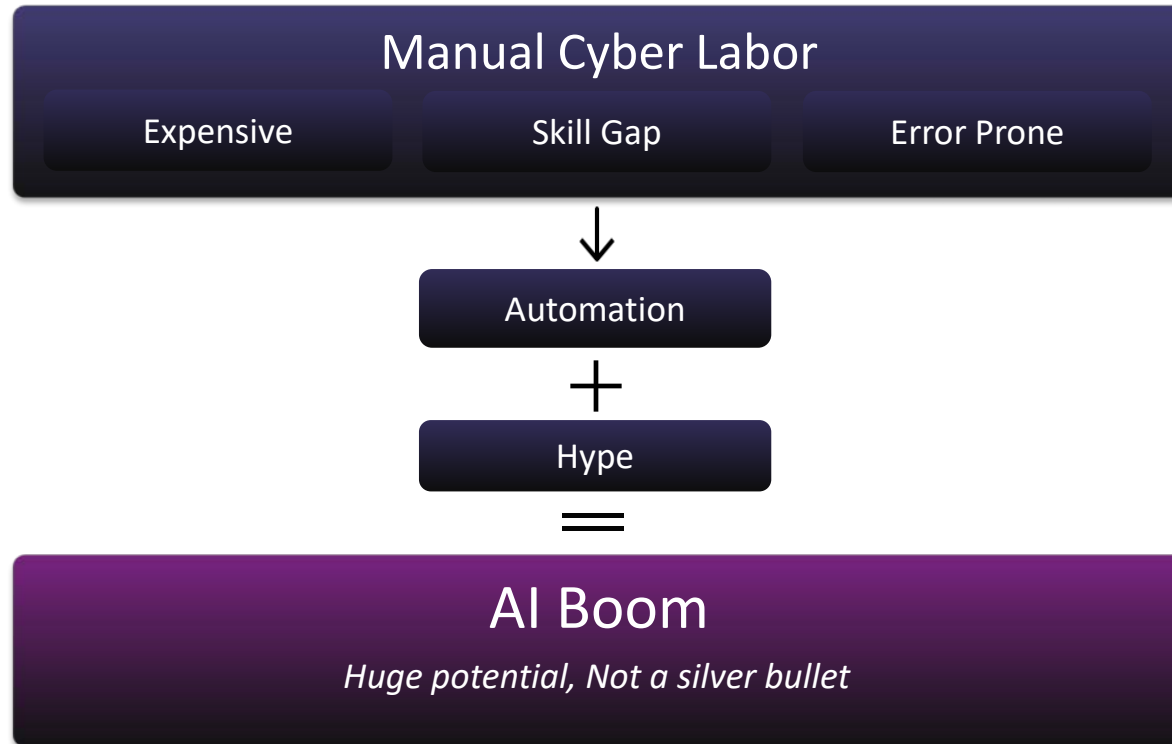 Manual Cyber Labor
Expensive
Skill Gap
Error Prone
Automation
Hype
AI Boom
Huge potential, Not a silver bullet